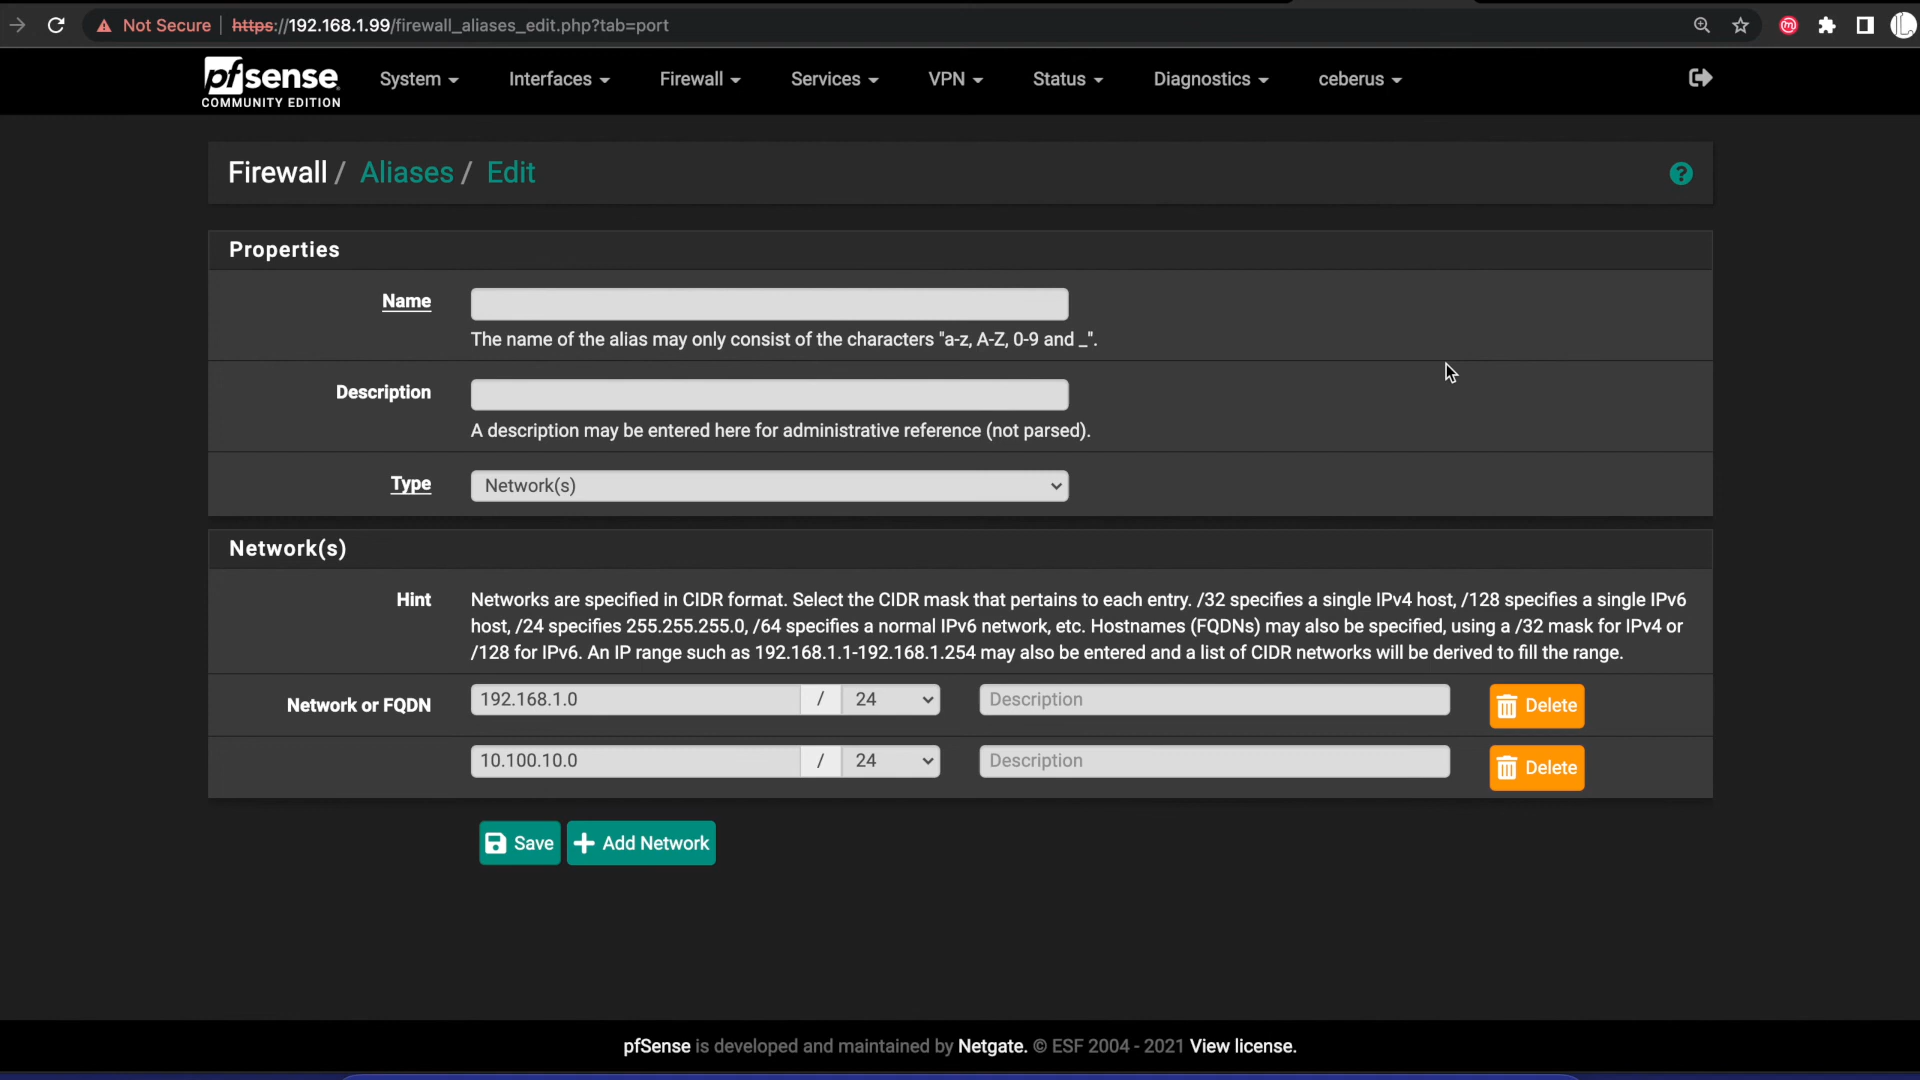 Not Secure https://192.168.1.99/firewall_aliases_edit.php?tab=port
pfsense COMMUNITY EDITION
System Interfaces Firewall Services VPN Status Diagnostics ceberus
Firewall / Aliases / Edit
Properties
Name
The name of the alias may only consist of the characters "a-z, A-Z, 0-9 and _".
Description
A description may be entered here for administrative reference (not parsed).
Type Network(s)
Network(s)
Hint Networks are specified in CIDR format. Select the CIDR mask that pertains to each entry. /32 specifies a single IPv4 host, /128 specifies a single IPv6
host, /24 specifies 255.255.255.0, /64 specifies a normal IPv6 network, etc. Hostnames (FQDNs) may also be specified, using a /32 mask for IPv4 or
/128 for IPv6. An IP range such as 192.168.1.1-192.168.1.254 may also be entered and a list of CIDR networks will be derived to fill the range.
Network or FQDN 192.168.1.0 / 24 Description Delete
10.100.10.0 / 24 Description Delete
Save Add Network
pfSense is developed and maintained by Netgate. © ESF 2004 - 2021 View license.